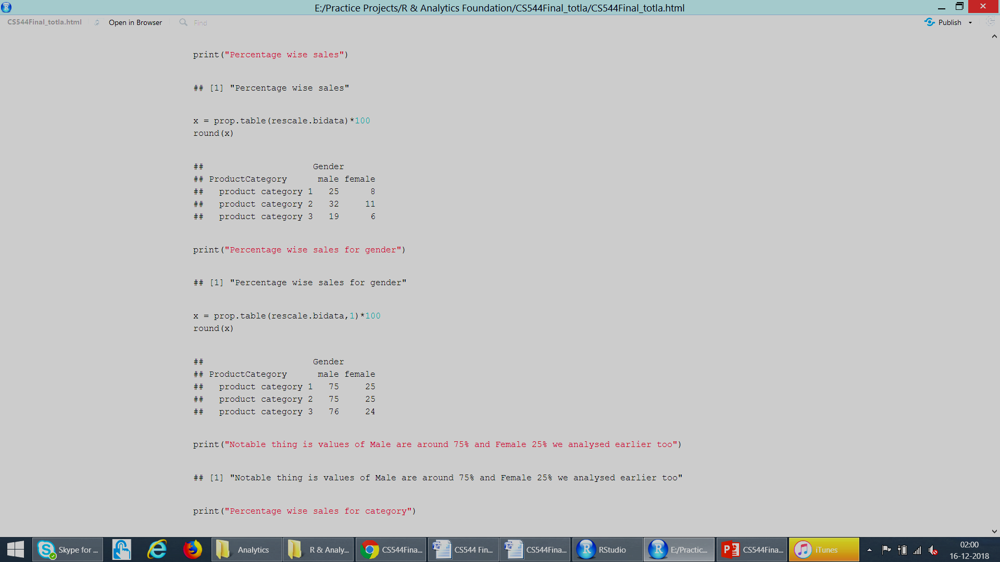 E:/Practice Projects/R & Analytics Foundation/CS544Final_totla/CS544Final_totla.html
CS544Final_totla.html Open in Browser Find Publish
print("Percentage wise sales")
## [1] "Percentage wise sales"
x = prop.table(rescale.bidata)*100
round(x)
## Gender
## ProductCategory male female
## product category 1 25 8
## product category 2 32 11
## product category 3 19 6
print("Percentage wise sales for gender")
## [1] "Percentage wise sales for gender"
x = prop.table(rescale.bidata,1)*100
round(x)
## Gender
## ProductCategory male female
## product category 1 75 25
## product category 2 75 25
## product category 3 76 24
print("Notable thing is values of Male are around 75% and Female 25% we analysed earlier too")
## [1] "Notable thing is values of Male are around 75% and Female 25% we analysed earlier too"
print("Percentage wise sales for category")
Skype for ... Analytics R & Analy... CS544Fina... CS544 Fin... CS544Fina... RStudio E:/Practic... CS544Fina... iTunes
02:00
16-12-2018